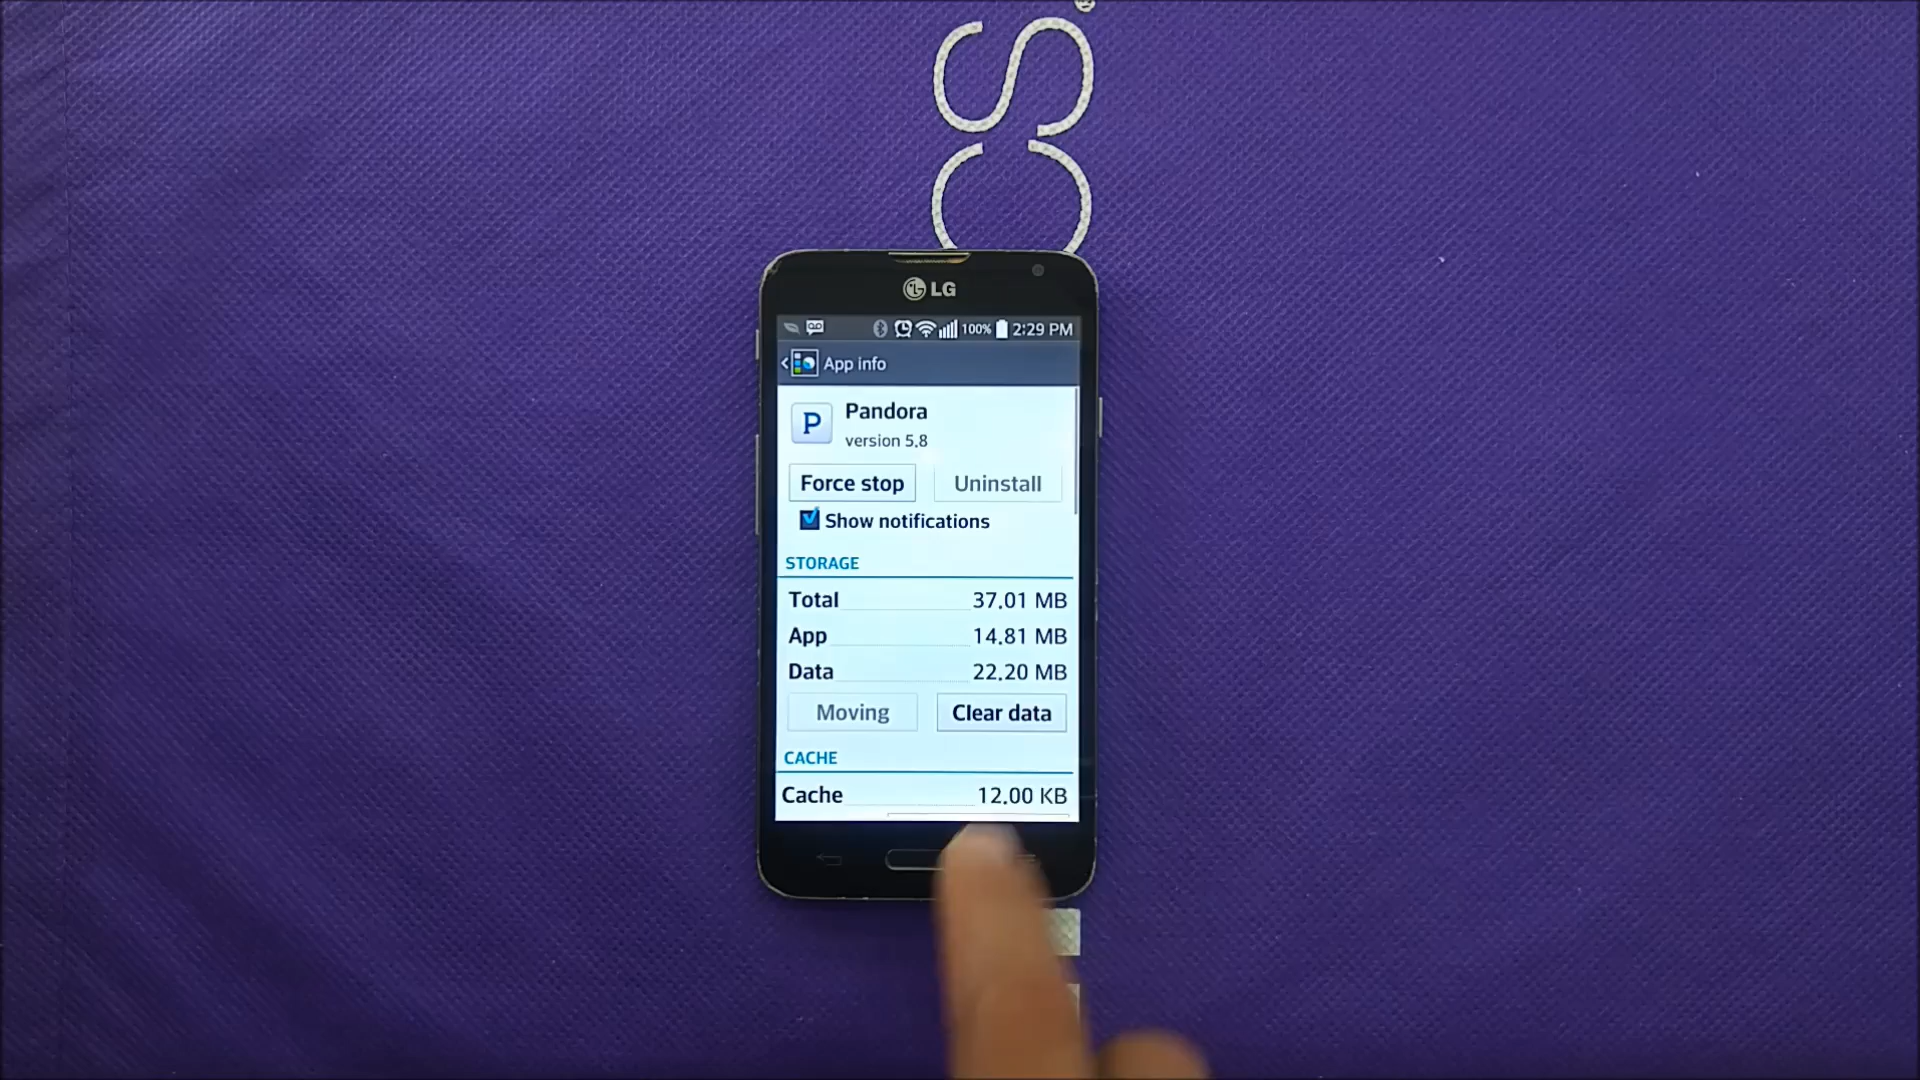 CS.
LG
100% 2:29 PM
App info
P
Pandora
version 5.8
Force stop
Uninstall
Show notifications
STORAGE
Total 37.01 MB
App 14.81 MB
Data 22.20 MB
Moving
Clear data
CACHE
Cache 12.00 KB